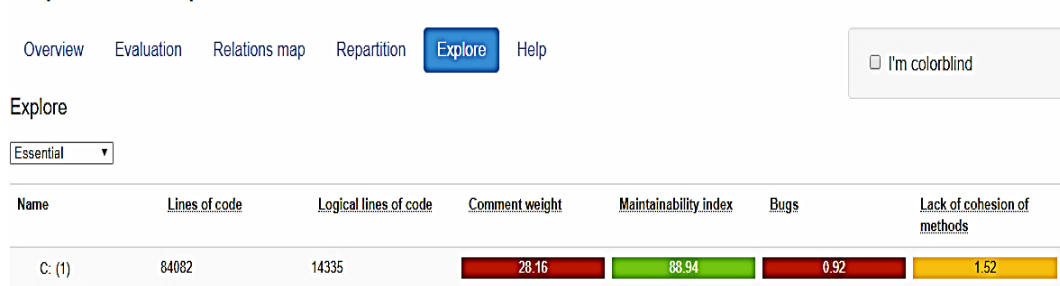 Overview Evaluation Relations map Repartition Explore Help
I'm colorblind
Explore
Essential
Name Lines of code Logical lines of code Comment weight Maintainability index Bugs Lack of cohesion of methods
C: (1) 84082 14335 28.16 88.94 0.92 1.52